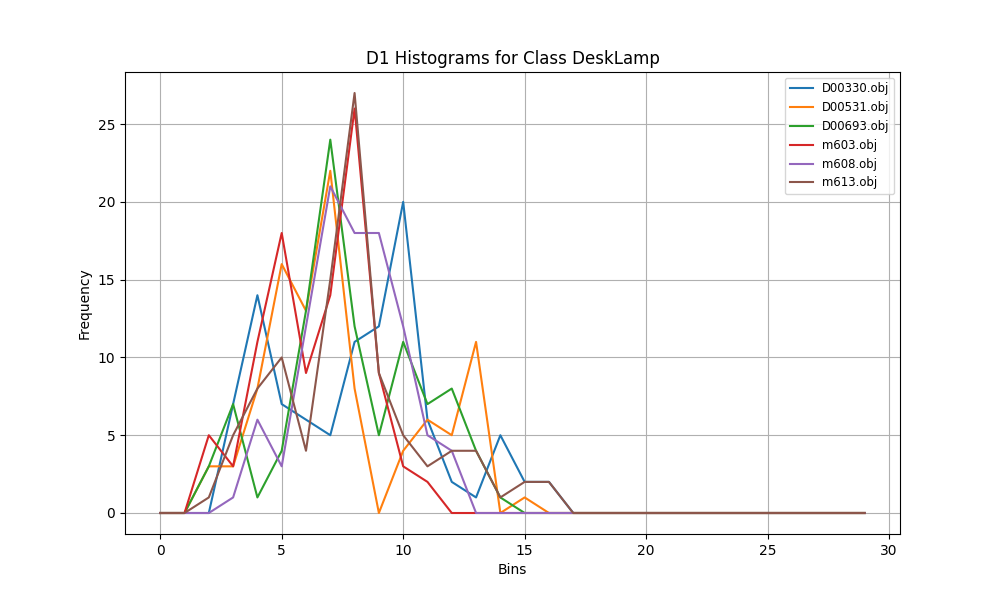 D1 Histograms for Class DeskLamp
D00330.obj
D00531.obj
D00693.obj
m603.obj
m608.obj
m613.obj
Frequency
25
20
15
10
5
0
0 5 10 15 20 25 30
Bins